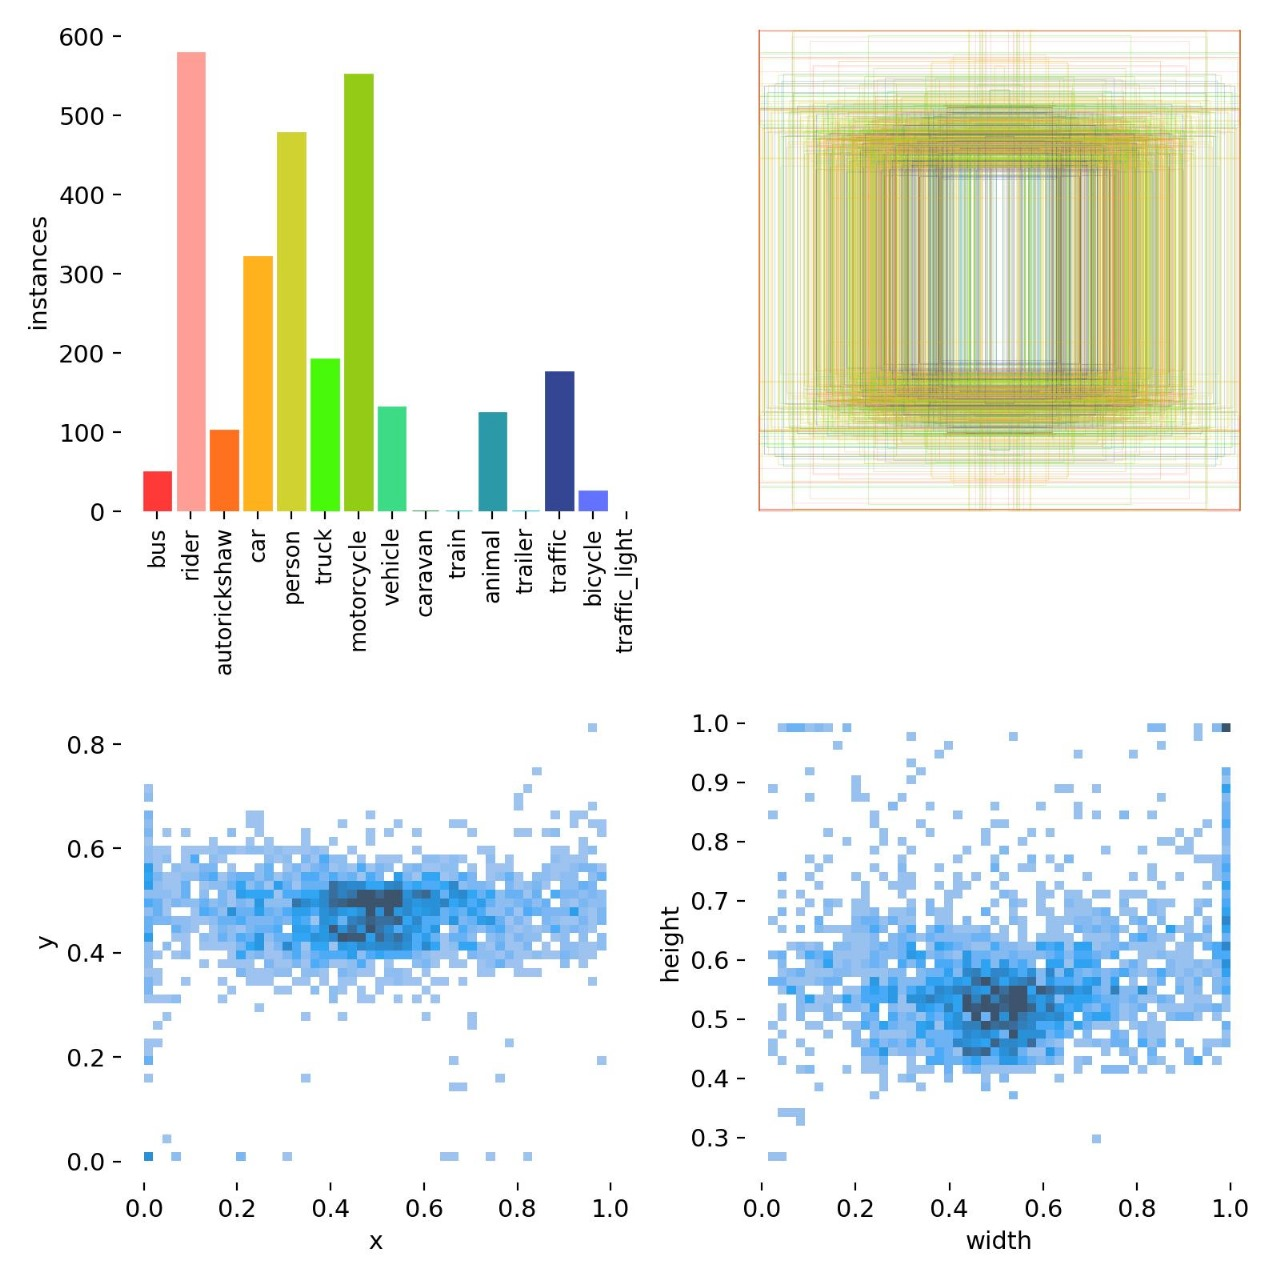 600
500
400
300
200
100
0
instances
bus
rider
autorickshaw
car
person
truck
motorcycle
vehicle
caravan
train
animal
trailer
traffic
bicycle
traffic_light
0.8
0.6
0.4
0.2
0.0
y
0.0 0.2 0.4 0.6 0.8 1.0
x
1.0
0.9
0.8
0.7
0.6
0.5
0.4
0.3
height
0.0 0.2 0.4 0.6 0.8 1.0
width